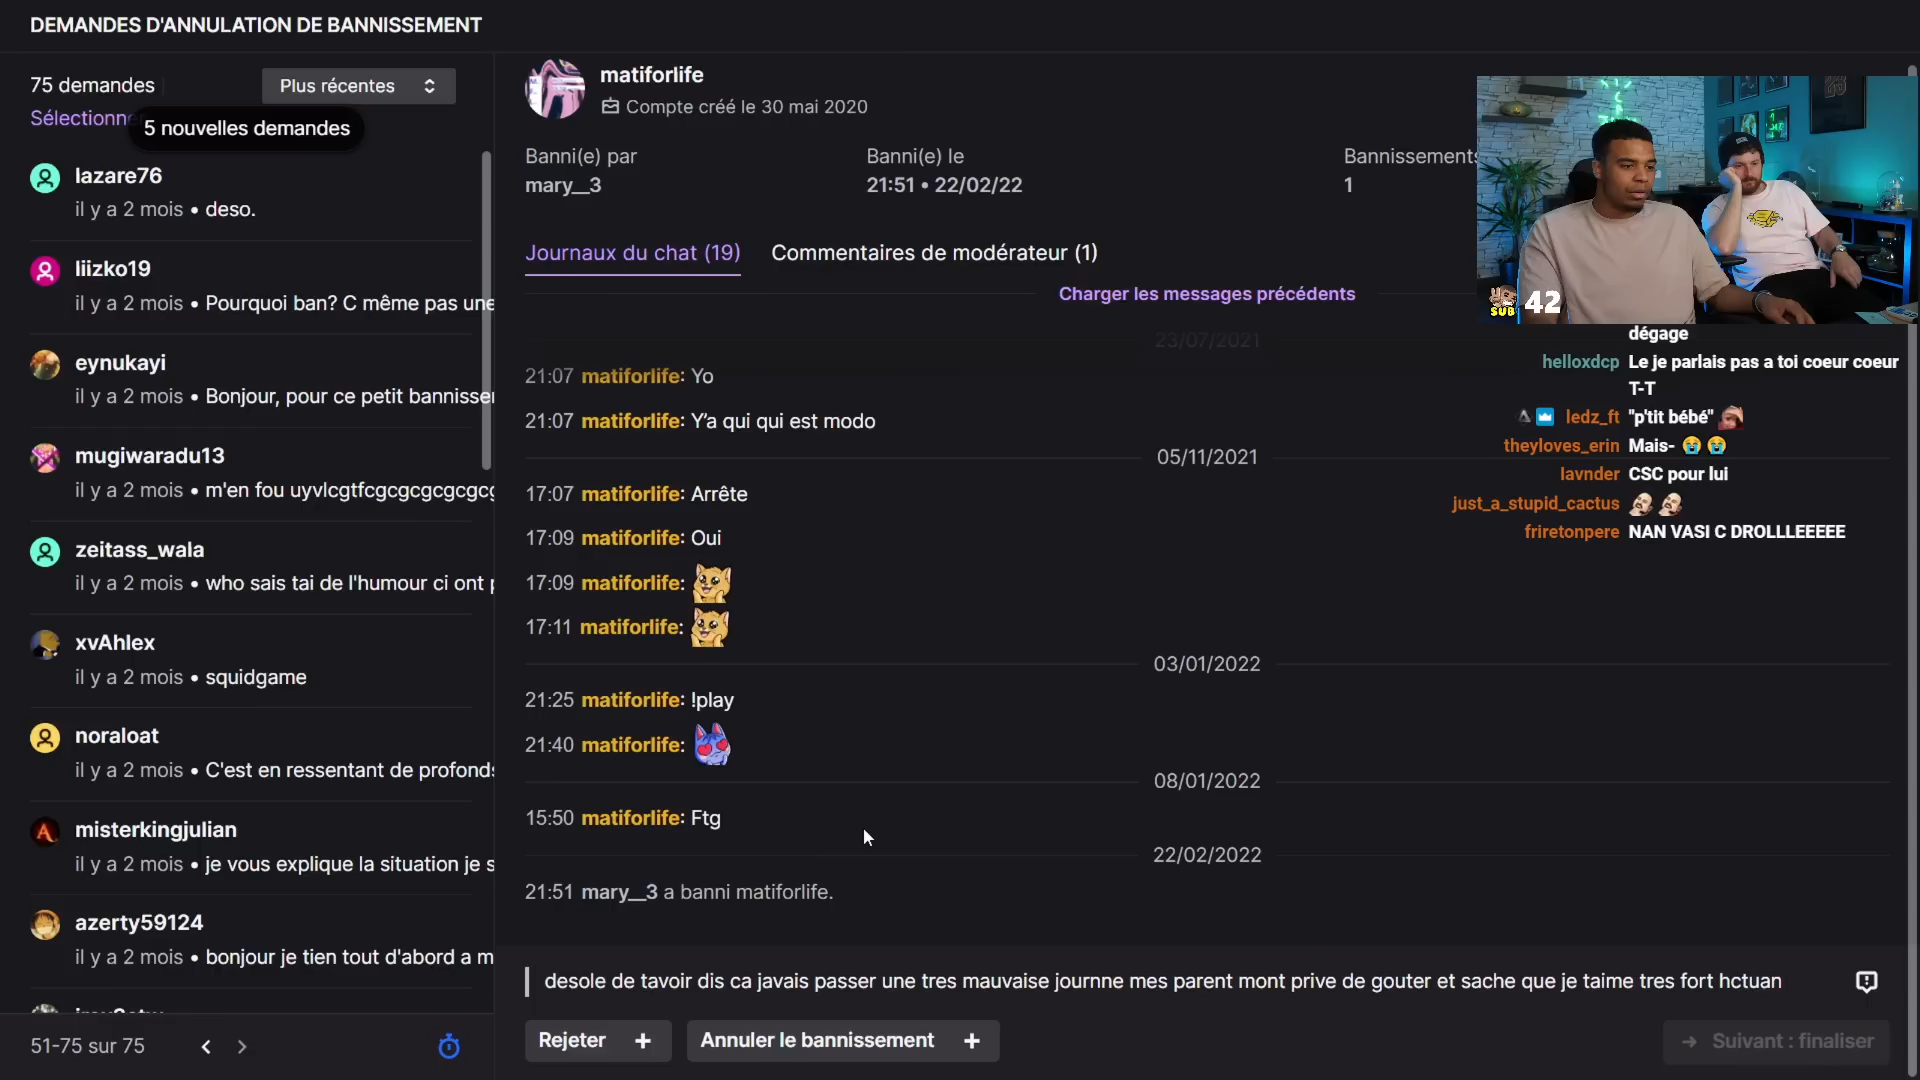 DEMANDES D'ANNULATION DE BANNISSEMENT
75 demandes
Plus récentes
Sélectionne
5 nouvelles demandes
lazare76
il y a 2 mois • deso.
liizko19
il y a 2 mois • Pourquoi ban? C même pas une
eynukayi
il y a 2 mois • Bonjour, pour ce petit bannisse
mugiwaradu13
il y a 2 mois • m'en fou uyvlcgtfcgcgcgcgcgc
zeitass_wala
il y a 2 mois • who sais tai de l'humour ci ont
xvAhlex
il y a 2 mois • squidgame
noraloat
il y a 2 mois • C'est en ressentant de profond
misterkingjulian
il y a 2 mois • je vous explique la situation je s
azerty59124
il y a 2 mois • bonjour je tien tout d'abord a m
51-75 sur 75
matiforlife
Compte créé le 30 mai 2020
Banni(e) par
mary__3
Banni(e) le
21:51 • 22/02/22
Bannissements
1
Journaux du chat (19)
Commentaires de modérateur (1)
Charger les messages précédents
23/07/2021
21:07 matiforlife: Yo
21:07 matiforlife: Y'a qui qui est modo
05/11/2021
17:07 matiforlife: Arrête
17:09 matiforlife: Oui
17:09 matiforlife:
17:11 matiforlife:
03/01/2022
21:25 matiforlife: !play
21:40 matiforlife:
08/01/2022
15:50 matiforlife: Ftg
22/02/2022
21:51 mary__3 a banni matiforlife.
desole de tavoir dis ca javais passer une tres mauvaise journne mes parent mont prive de gouter et sache que je taime tres fort hctuan
Rejeter +
Annuler le bannissement +
Suivant : finaliser
SUB 42
dégage
helloxdcp Le je parlais pas a toi coeur coeur
T-T
ledz_ft "p'tit bébé"
theyloves_erin Mais- 😭 😭
lavnder CSC pour lui
just_a_stupid_cactus
friretonpere NAN VASI C DROLLLEEEEE